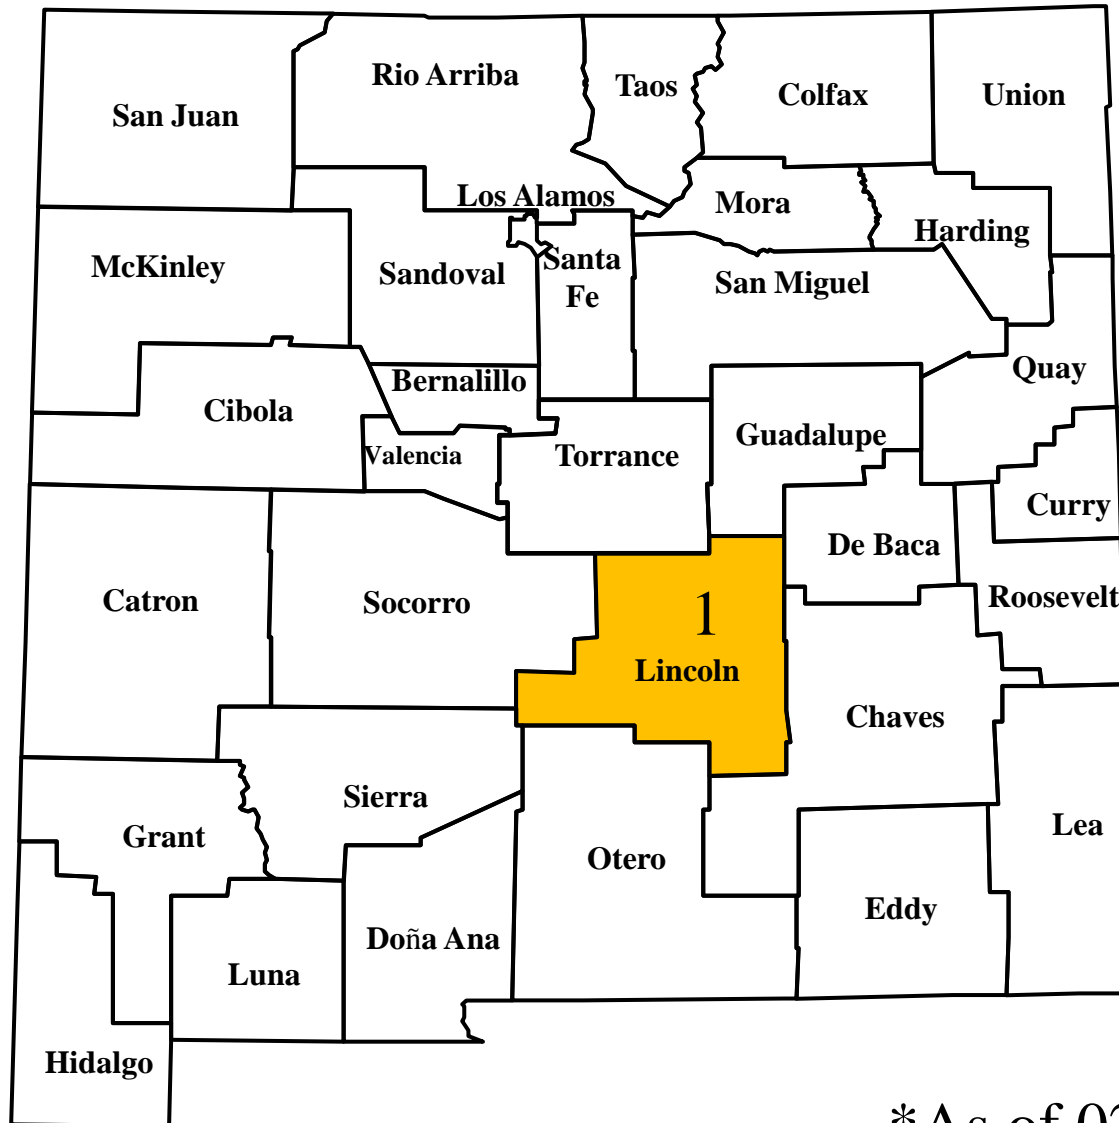 Rio Arriba
Taos
Colfax
Union
San Juan
Los Alamos
Mora
Harding
McKinley
Sandoval
Santa
Fe
San Miguel
Quay
Bernalillo
Cibola
Guadalupe
Valencia
Torrance
Curry
De Baca
Catron
Socorro
1
Roosevelt
Lincoln
Chaves
Sierra
Grant
Lea
Otero
Eddy
Doña Ana
Luna
Hidalgo
*As of